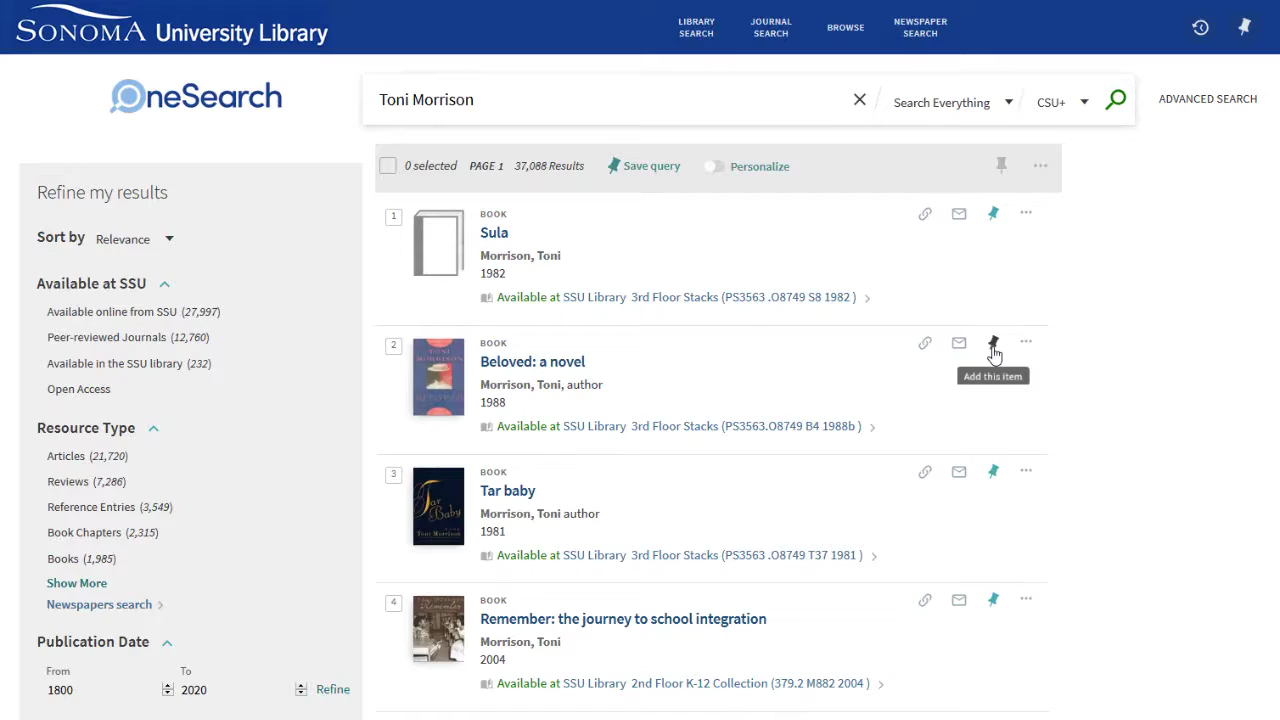 SONOMA University Library
LIBRARY SEARCH
JOURNAL SEARCH
BROWSE
NEWSPAPER SEARCH
OneSearch
Toni Morrison
Search Everything
CSU+
ADVANCED SEARCH
0 selected PAGE 1 37,088 Results Save query Personalize
Refine my results
Sort by Relevance
Available at SSU
Available online from SSU (27,997)
Peer-reviewed Journals (12,760)
Available in the SSU library (232)
Open Access
Resource Type
Articles (21,720)
Reviews (7,286)
Reference Entries (3,549)
Book Chapters (2,315)
Books (1,985)
Show More
Newspapers search
Publication Date
From To
1800 2020 Refine
1
BOOK
Sula
Morrison, Toni
1982
Available at SSU Library 3rd Floor Stacks (PS3563 .O8749 S8 1982 )
2
BOOK
Beloved: a novel
Morrison, Toni, author
1988
Available at SSU Library 3rd Floor Stacks (PS3563.O8749 B4 1988b )
Add this item
3
Tar
Baby
Toni Morrison
BOOK
Tar baby
Morrison, Toni author
1981
Available at SSU Library 3rd Floor Stacks (PS3563 .O8749 T37 1981 )
4
Remember
BOOK
Remember: the journey to school integration
Morrison, Toni
2004
Available at SSU Library 2nd Floor K-12 Collection (379.2 M882 2004 )